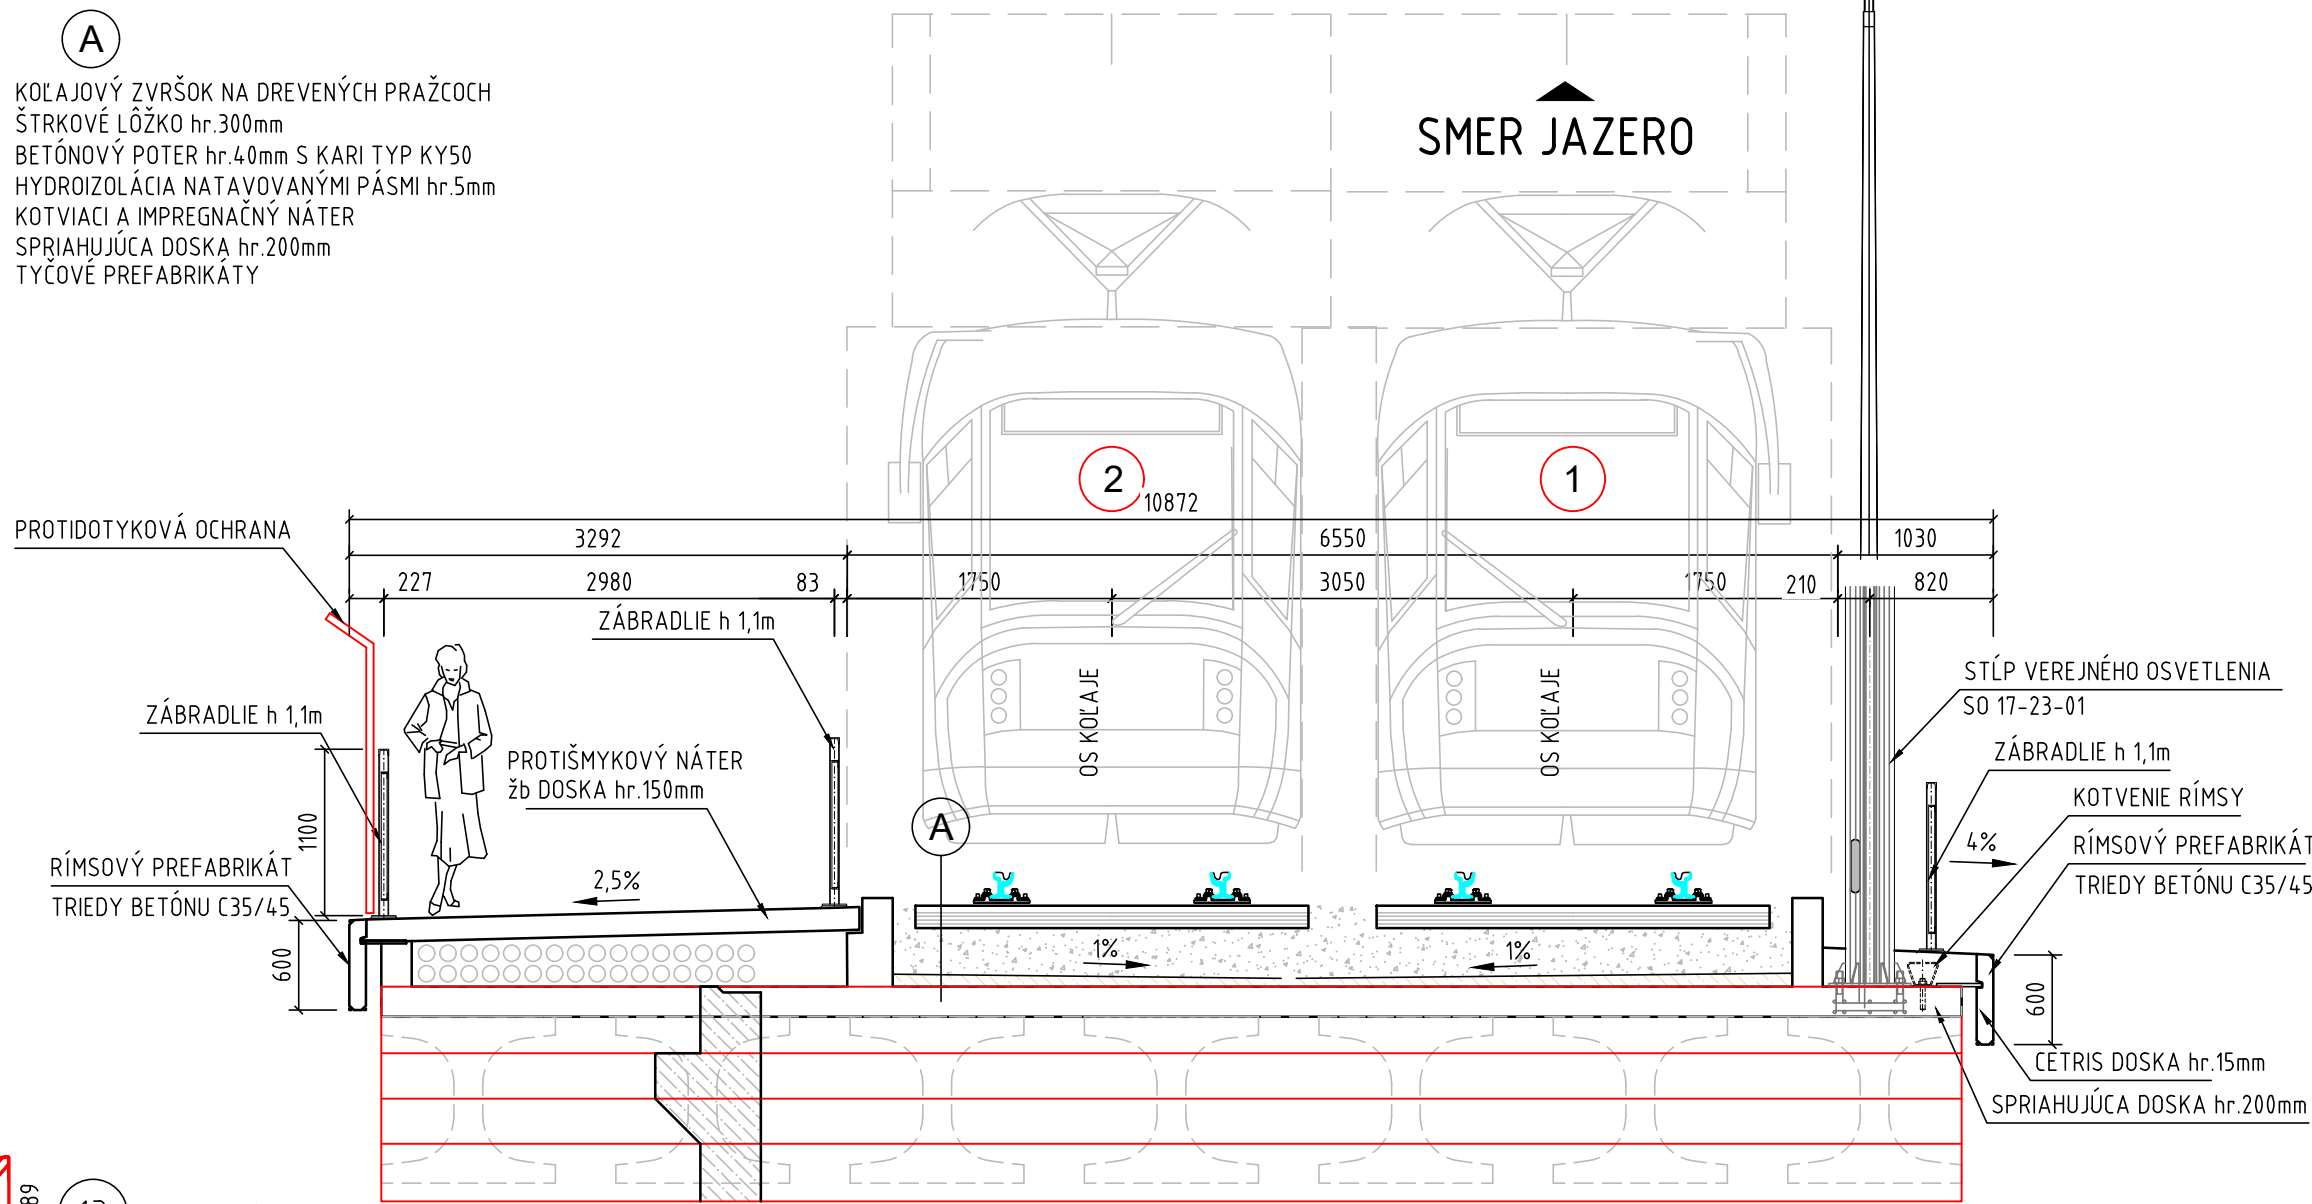 A
KOĽAJOVÝ ZVRŠOK NA DREVENÝCH PRAŽCOCH
ŠTRKOVÉ LÔŽKO hr.300mm
BETÓNOVÝ POTER hr.40mm S KARI TYP KY50
HYDROIZOLÁCIA NATAVOVANÝMI PÁSMI hr.5mm
KOTVIACI A IMPREGNAČNÝ NÁTER
SPRIAHUJÚCA DOSKA hr.200mm
TYČOVÉ PREFABRIKÁTY
SMER JAZERO
2
1
10872
PROTIDOTYKOVÁ OCHRANA
3292
6550
1030
227
2980
83
1750
3050
1750
210
820
ZÁBRADLIE h 1,1m
OS KOĽAJE
OS KOĽAJE
STĹP VEREJNÉHO OSVETLENIA
SO 17-23-01
ZÁBRADLIE h 1,1m
ZÁBRADLIE h 1,1m
PROTIŠMYKOVÝ NÁTER
žb DOSKA hr.150mm
KOTVENIE RÍMSY
1100
A
4%
RÍMSOVÝ PREFABRIKÁT
TRIEDY BETÓNU C35/45
RÍMSOVÝ PREFABRIKÁT
TRIEDY BETÓNU C35/45
2,5%
600
1%
1%
600
CETRIS DOSKA hr.15mm
SPRIAHUJÚCA DOSKA hr.200mm
89